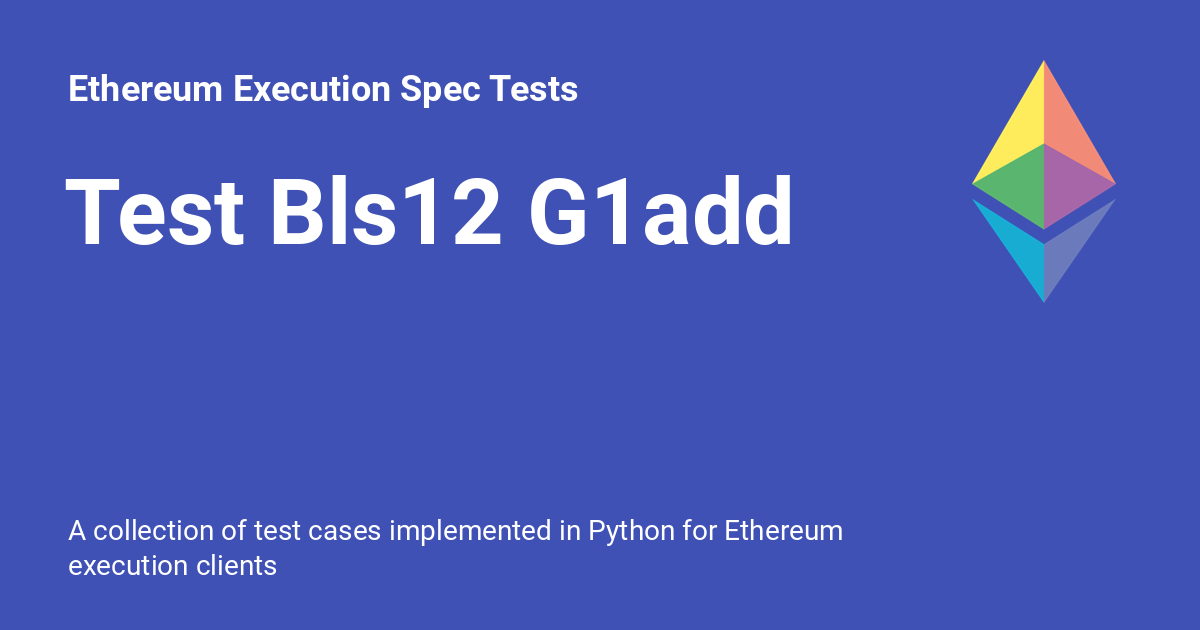 Ethereum Execution Spec Tests
Test Bls12 G1add
A collection of test cases implemented in Python for Ethereum
execution clients